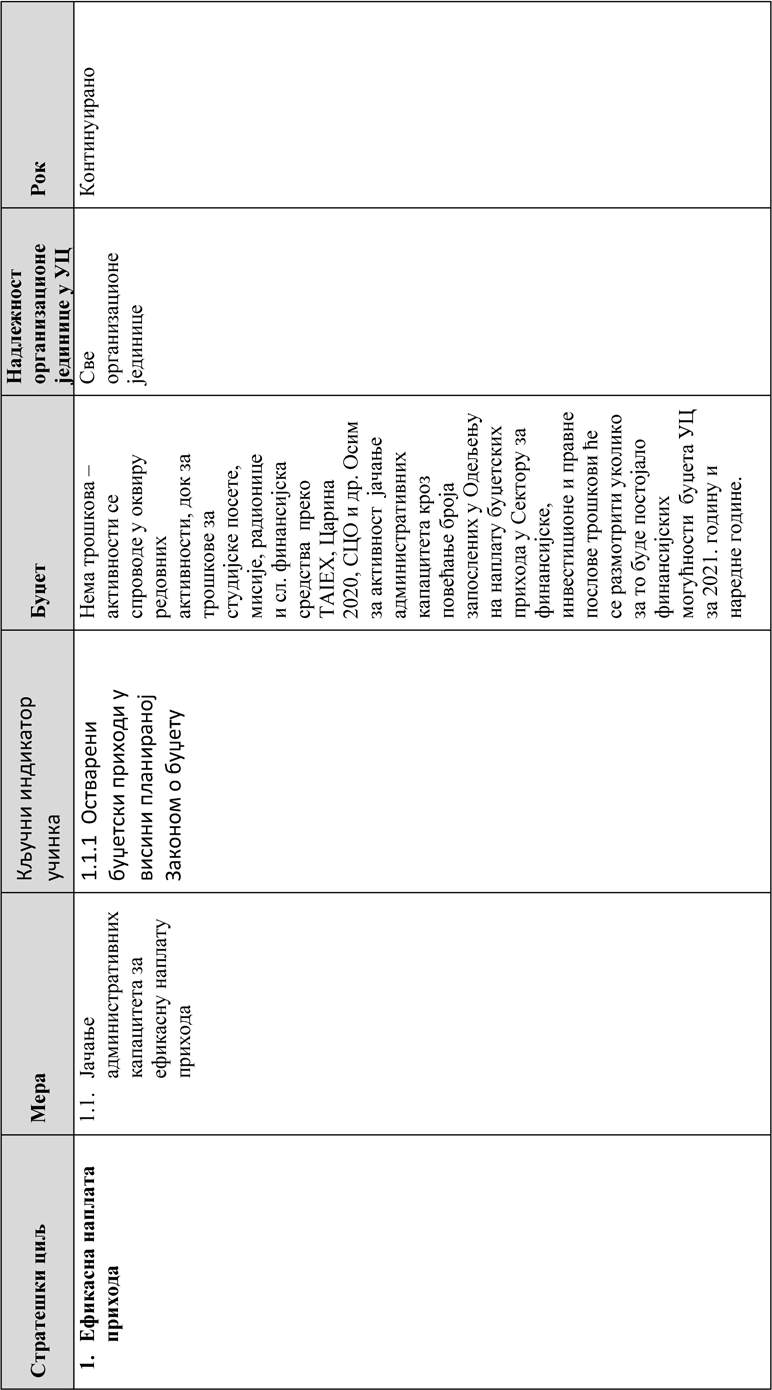 Стратешки циљ
Мера
Кључни индикатор
учинка
Буџет
Надлежност
организационе
јединице у УЦ
Рок
1. Ефикасна наплата
прихода
1.1. Јачање
административних
капацитета за
ефикасну наплату
прихода
1.1.1 Остварени
буџетски приходи у
висини планираној
Законом о буџету
Нема трошкова –
активности се
спроводе у оквиру
редовних
активности, док за
трошкове за
студијске посете,
мисије, радионице
и сл. финансијска
средства преко
ТАIEX, Царина
2020, СЦО и др. Осим
за активност јачање
административних
капацитета кроз
повећање броја
запослених у Одељењу
на наплату буџетских
прихода у Сектору за
финансијске,
инвестиционе и правне
послове трошкови ће
се размотрити уколико
за то буде постојало
финансијских
могућности буџета УЦ
за 2021. годину и
наредне године.
Све
организационе
јединице
Континуирано